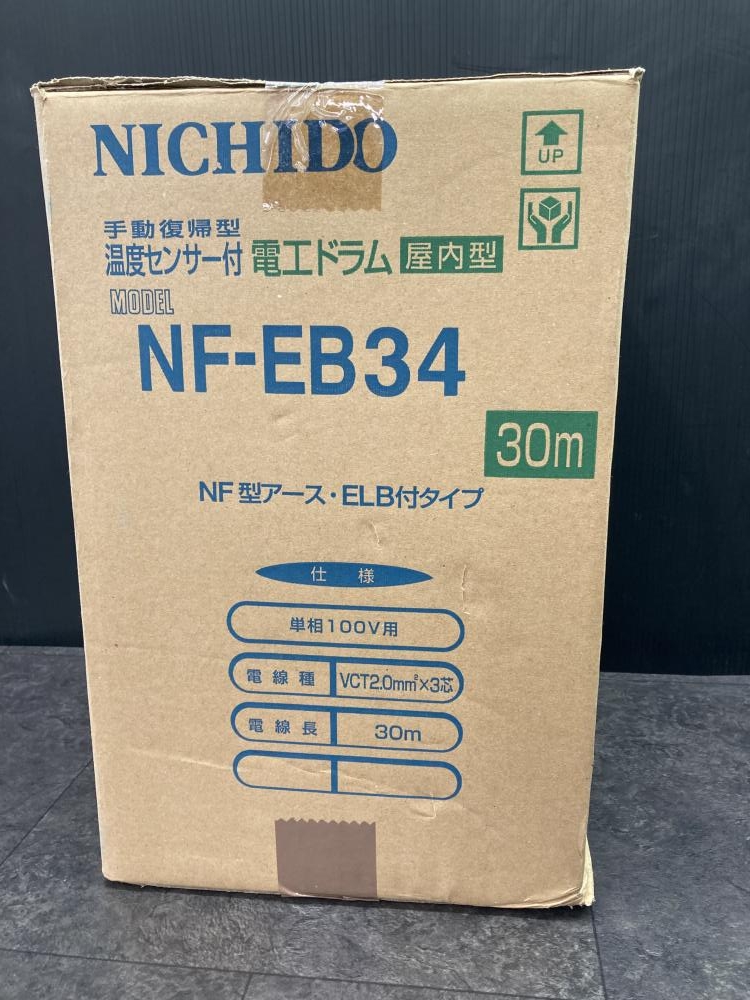 NICHIDO
UP
手動復帰型
温度センサー付 電工ドラム 屋内型
MODEL
NF-EB34
30m
NF型アース・ELB付タイプ
仕様
単相100V用
電線種 VCT2.0mm²×3芯
電線長 30m